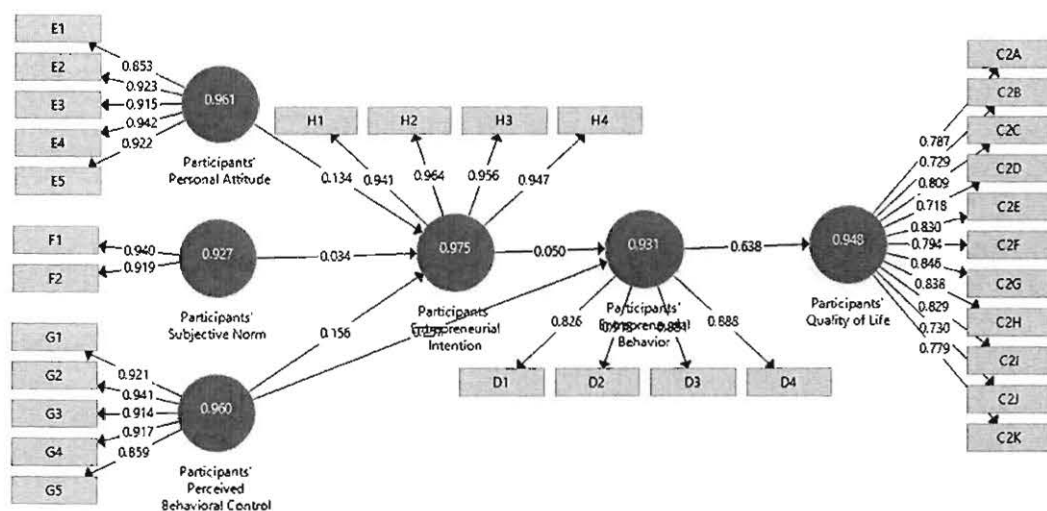 E1
E2
E3
E4
E5
0.853
0.923
0.915
0.942
0.922
0.961
Participants'
Personal Attitude
F1
F2
0.940
0.919
0.927
Participants'
Subjective Norm
G1
G2
G3
G4
G5
0.921
0.941
0.914
0.917
0.859
0.960
Participants'
Perceived
Behavioral Control
0.134
0.034
0.156
H1
H2
H3
H4
0.941
0.964
0.956
0.947
0.975
Participants'
Entrepreneurial
Intention
0.050
0.931
Participants'
Entrepreneurial
Behavior
0.826
0.888
D1
D2
D3
D4
0.638
0.948
Participants'
Quality of Life
0.787
0.729
0.809
0.718
0.830
0.794
0.846
0.838
0.829
0.730
0.779
C2A
C2B
C2C
C2D
C2E
C2F
C2G
C2H
C2I
C2J
C2K